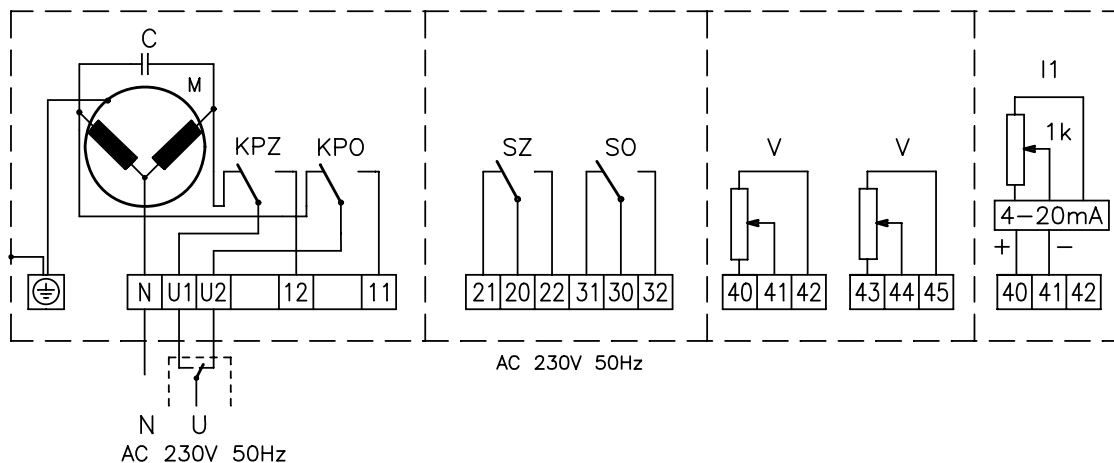 C
M
KPZ
KPO
N U1 U2 12 11
N U
AC 230V 50Hz
SZ
SO
21 20 22 31 30 32
AC 230V 50Hz
V
V
40 41 42
43 44 45
I1
1k
4-20mA
+ -
40 41 42